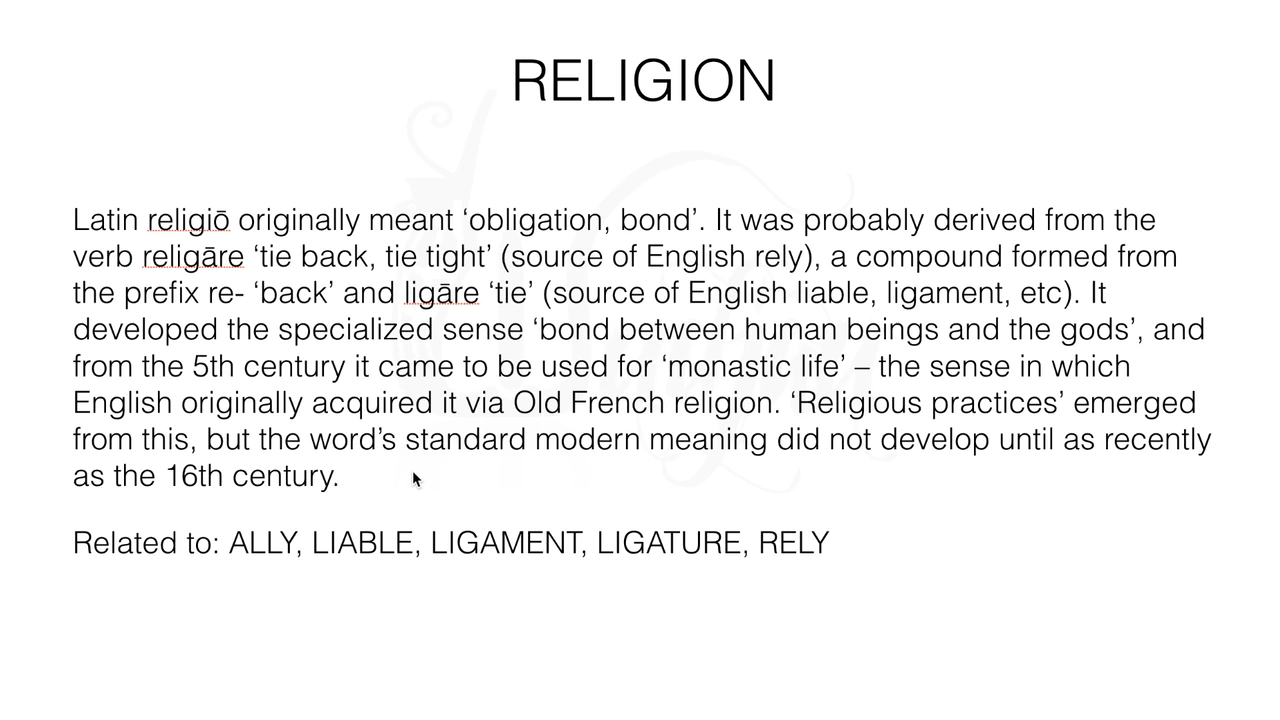 RELIGION
Latin religiō originally meant ‘obligation, bond’. It was probably derived from the
verb religāre ‘tie back, tie tight’ (source of English rely), a compound formed from
the prefix re- ‘back’ and ligāre ‘tie’ (source of English liable, ligament, etc). It
developed the specialized sense ‘bond between human beings and the gods’, and
from the 5th century it came to be used for ‘monastic life’ – the sense in which
English originally acquired it via Old French religion. ‘Religious practices’ emerged
from this, but the word’s standard modern meaning did not develop until as recently
as the 16th century.
Related to: ALLY, LIABLE, LIGAMENT, LIGATURE, RELY